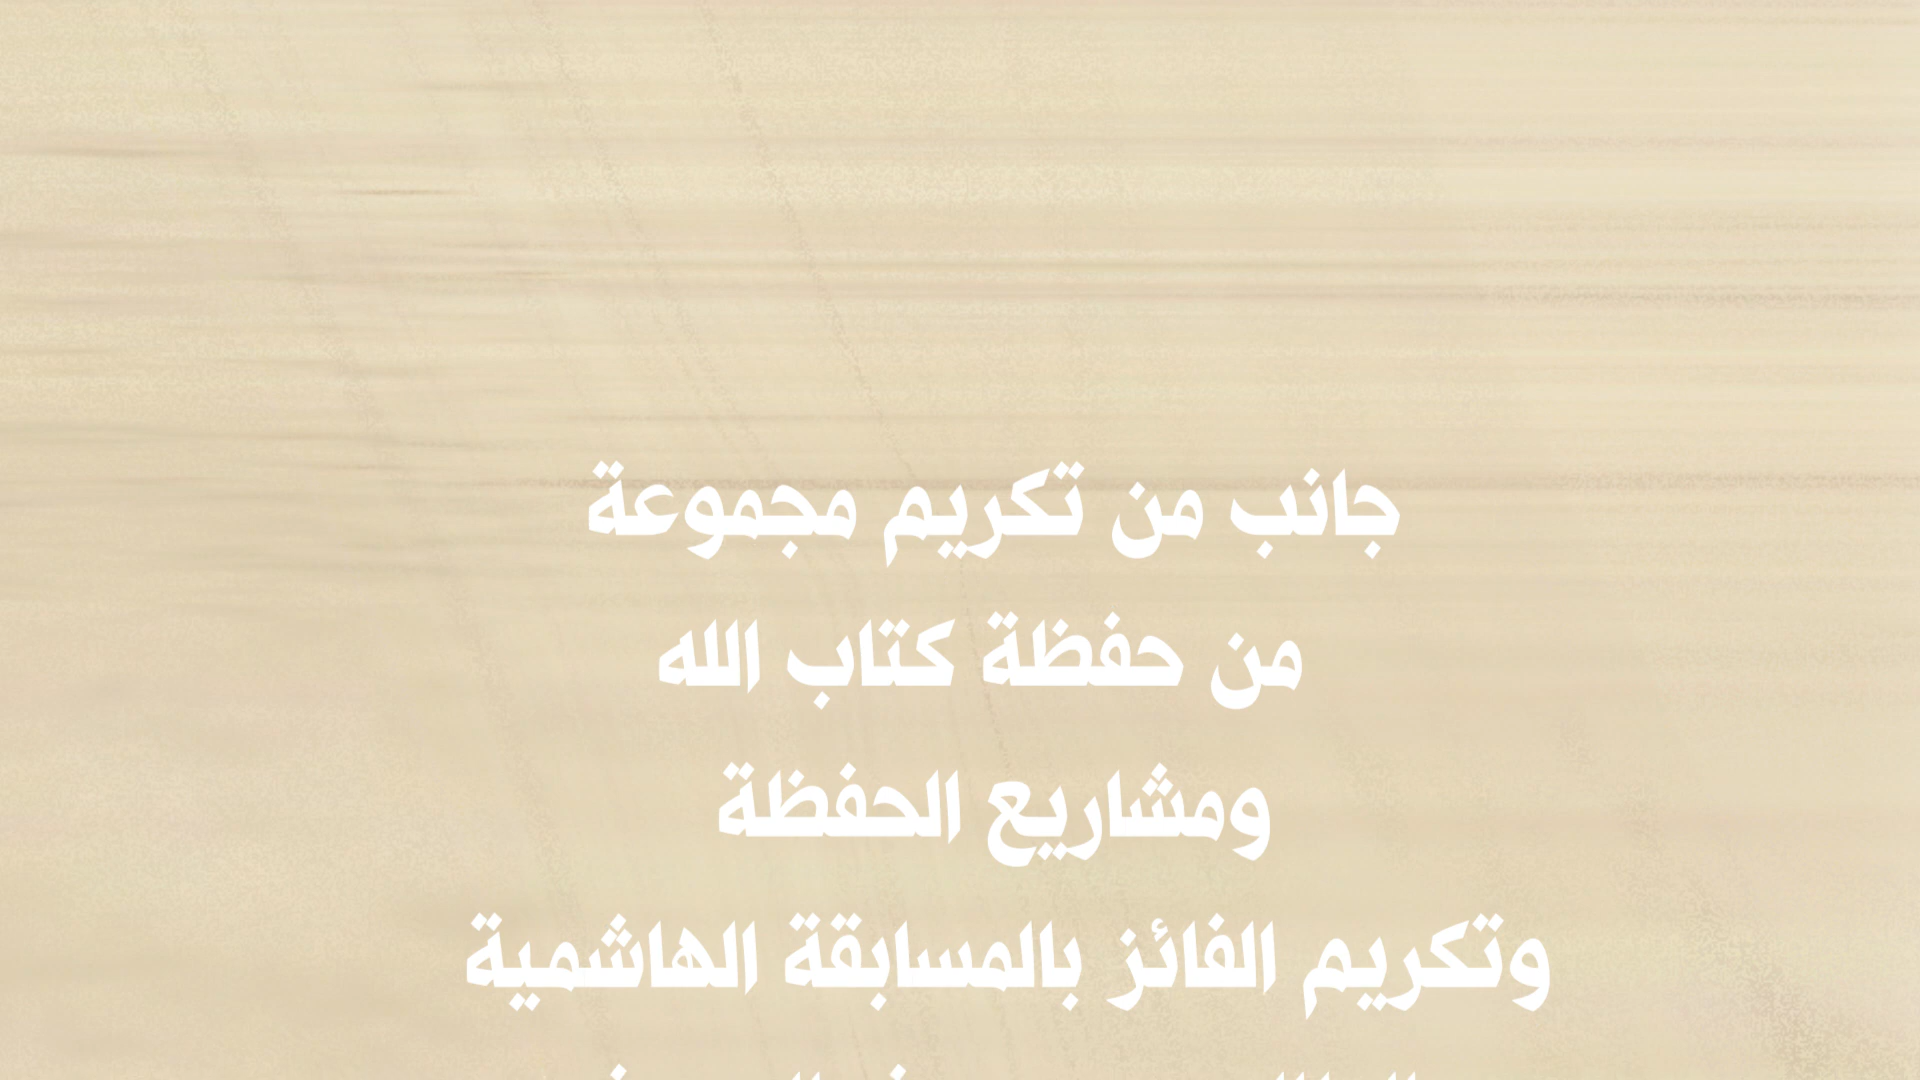 جانب من تكريم مجموعة
من حفظة كتاب الله
ومشاريع الحفظة
وتكريم الفائز بالمسابقة الهاشمية